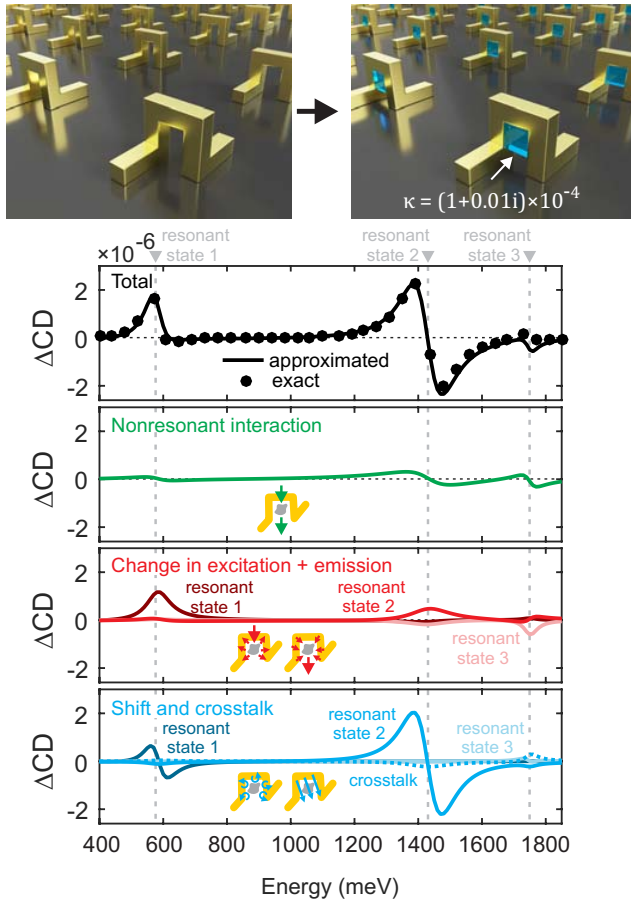 κ = (1+0.01i)×10⁻⁴
×10⁻⁶
resonant
state 1
resonant
state 2
resonant
state 3
Total
approximated
exact
ΔCD
2
0
-2
Nonresonant interaction
ΔCD
2
0
-2
Change in excitation + emission
resonant
state 1
resonant
state 2
resonant
state 3
ΔCD
2
0
-2
Shift and crosstalk
resonant
state 1
resonant
state 2
resonant
state 3
crosstalk
ΔCD
2
0
-2
400 600 800 1000 1200 1400 1600 1800
Energy (meV)